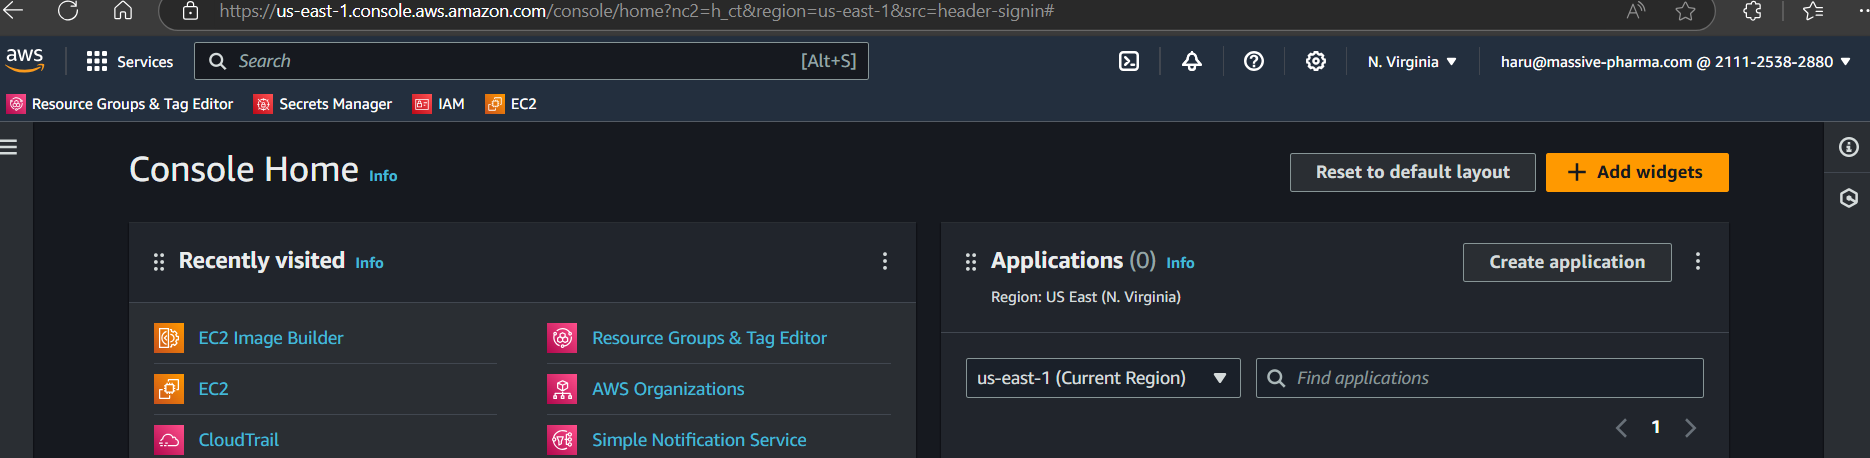 https://us-east-1.console.aws.amazon.com/console/home?nc2=h_ct&region=us-east-1&src=header-signin#
aws Services Search [Alt+S] N. Virginia haru@massive-pharma.com @ 2111-2538-2880
Resource Groups & Tag Editor Secrets Manager IAM EC2
Console Home Info Reset to default layout + Add widgets
Recently visited Info
Applications (0) Info Create application
Region: US East (N. Virginia)
EC2 Image Builder Resource Groups & Tag Editor
EC2 AWS Organizations
CloudTrail Simple Notification Service
us-east-1 (Current Region) Find applications
1